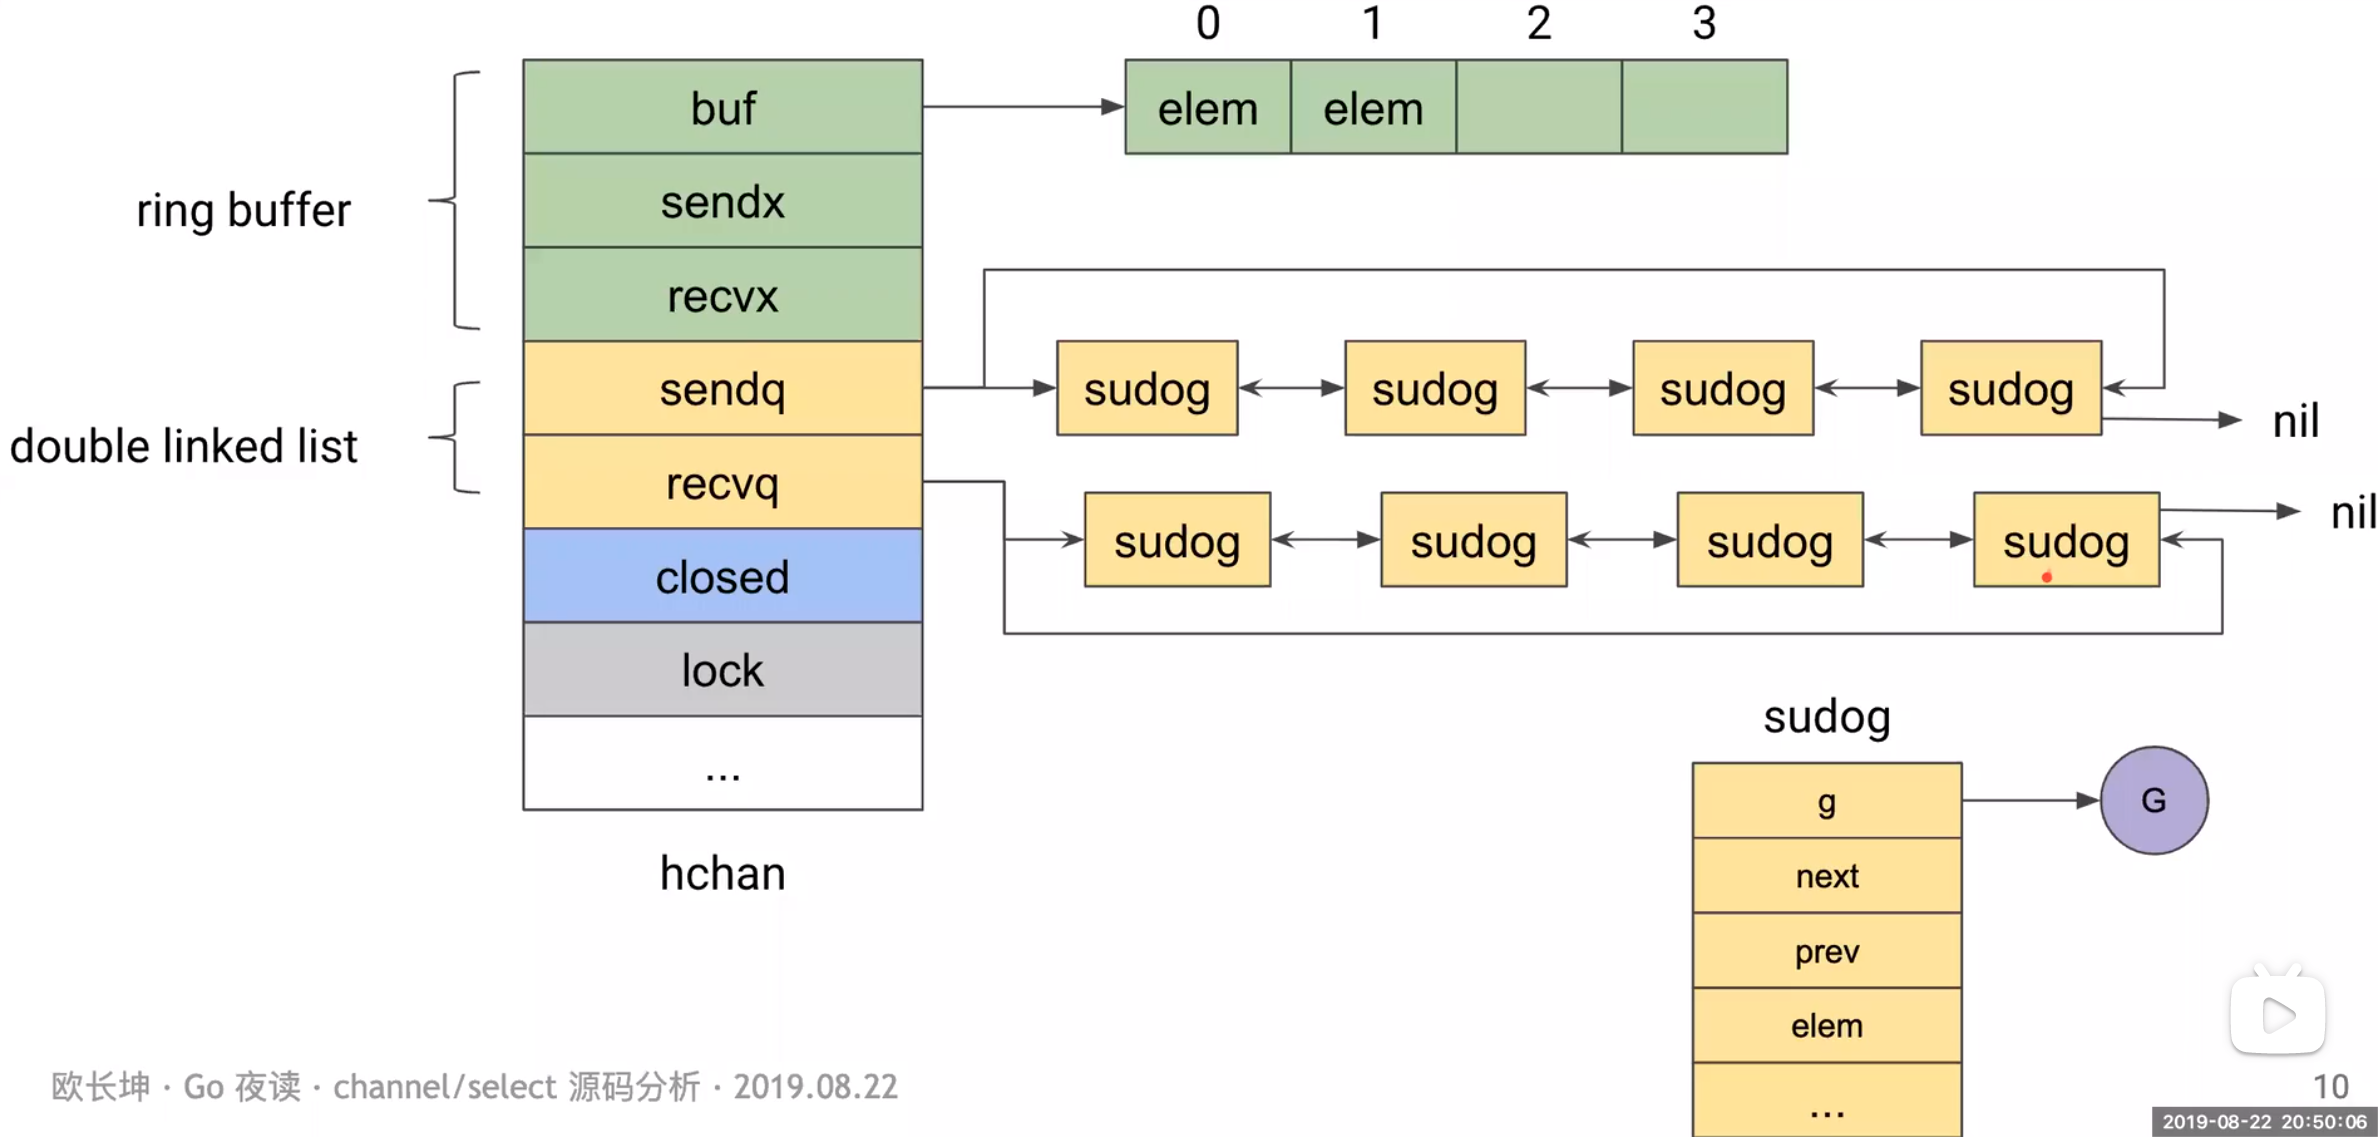 0 1 2 3
buf
elem elem
sendx
ring buffer
recvx
sendq
sudog sudog sudog sudog
nil
double linked list
recvq
sudog sudog sudog sudog
nil
closed
lock
...
hchan
sudog
g
G
next
prev
elem
...
欧长坤 · Go 夜读 · channel/select 源码分析 · 2019.08.22
10
2019-08-22 20:50:06